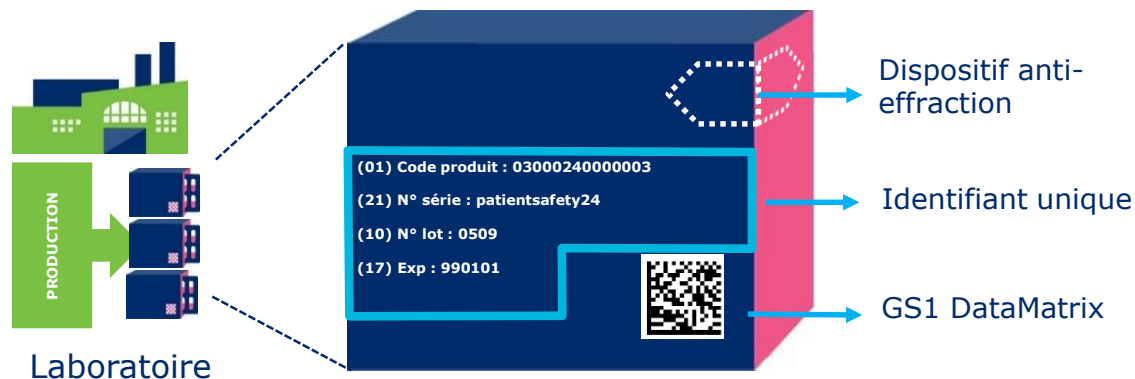 Dispositif anti-
effraction
(01) Code produit : 03000240000003
(21) N° série : patientsafety24
(10) N° lot : 0509
(17) Exp : 990101
Identifiant unique
GS1 DataMatrix
PRODUCTION
Laboratoire